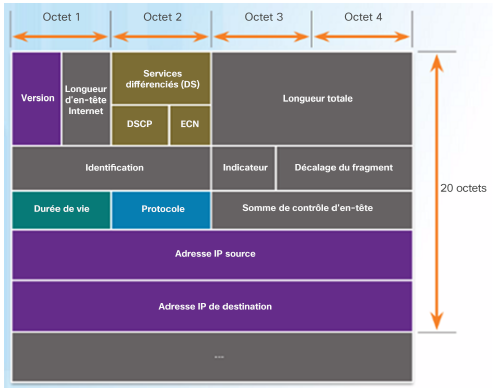 Octet 1
Octet 2
Octet 3
Octet 4
Version
Longueur
d'en-tête
Internet
Services
différenciés (DS)
DSCP
ECN
Longueur totale
Identification
Indicateur
Décalage du fragment
20 octets
Durée de vie
Protocole
Somme de contrôle d'en-tête
Adresse IP source
Adresse IP de destination
---